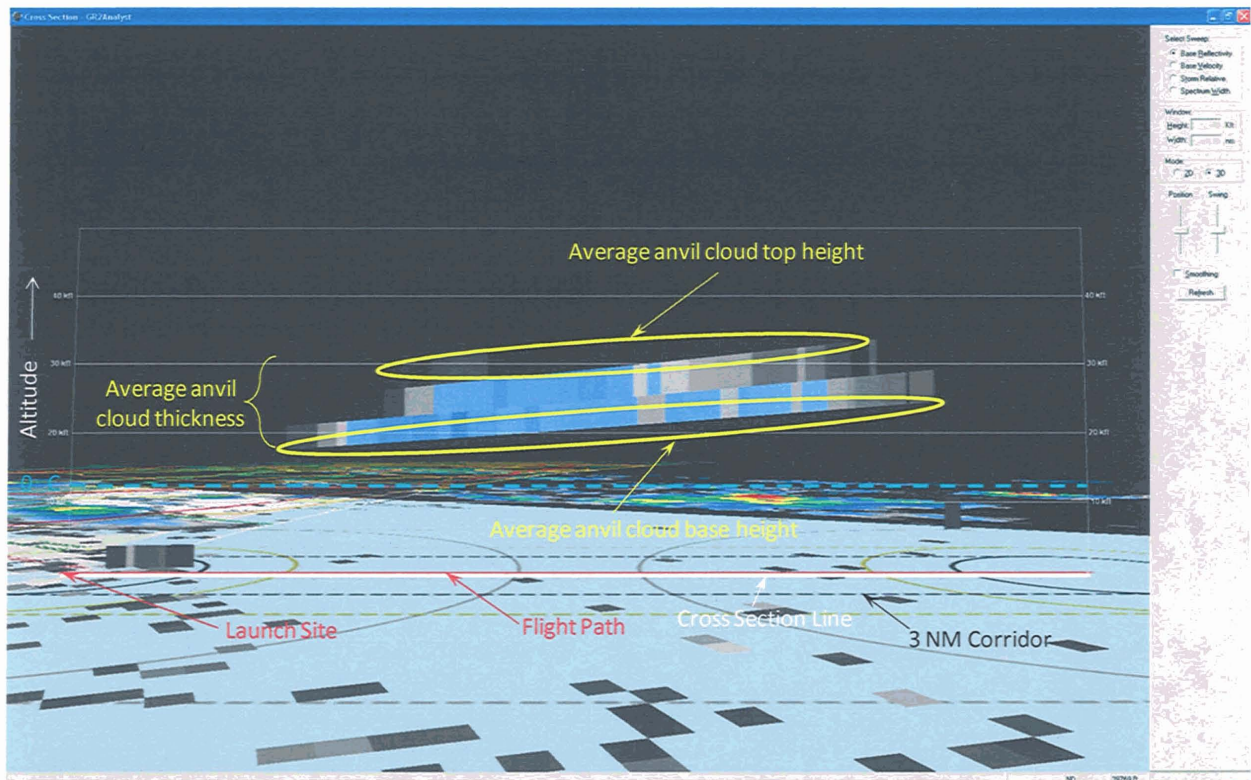 Cross Section - GR2Analyst
Select Sweep:
Base Reflectivity
Base Velocity
Storm Relative
Spectrum Width
Window:
Height:
Kft
Width:
nm
Mode
2D
3D
Position
Swing
Smoothing
Refresh
Average anvil cloud top height
40 kft
40 kft
Altitude
30 kft
30 kft
Average anvil
cloud thickness
20 kft
20 kft
0 C
10 kft
Average anvil cloud base height
Launch Site
Flight Path
Cross Section Line
3 NM Corridor